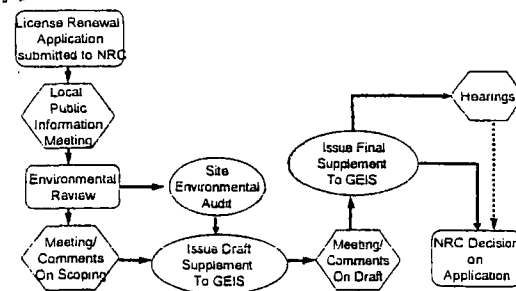 License Renewal
Application
submitted to NRC
Local
Public
Information
Meeting
Environmental
Review
Site
Environmental
Audit
Meeting/
Comments
On Scoping
Issue Draft
Supplement
To GEIS
Meeting/
Comments
On Draft
Issue Final
Supplement
To GEIS
Hearings
NRC Decision
on
Application